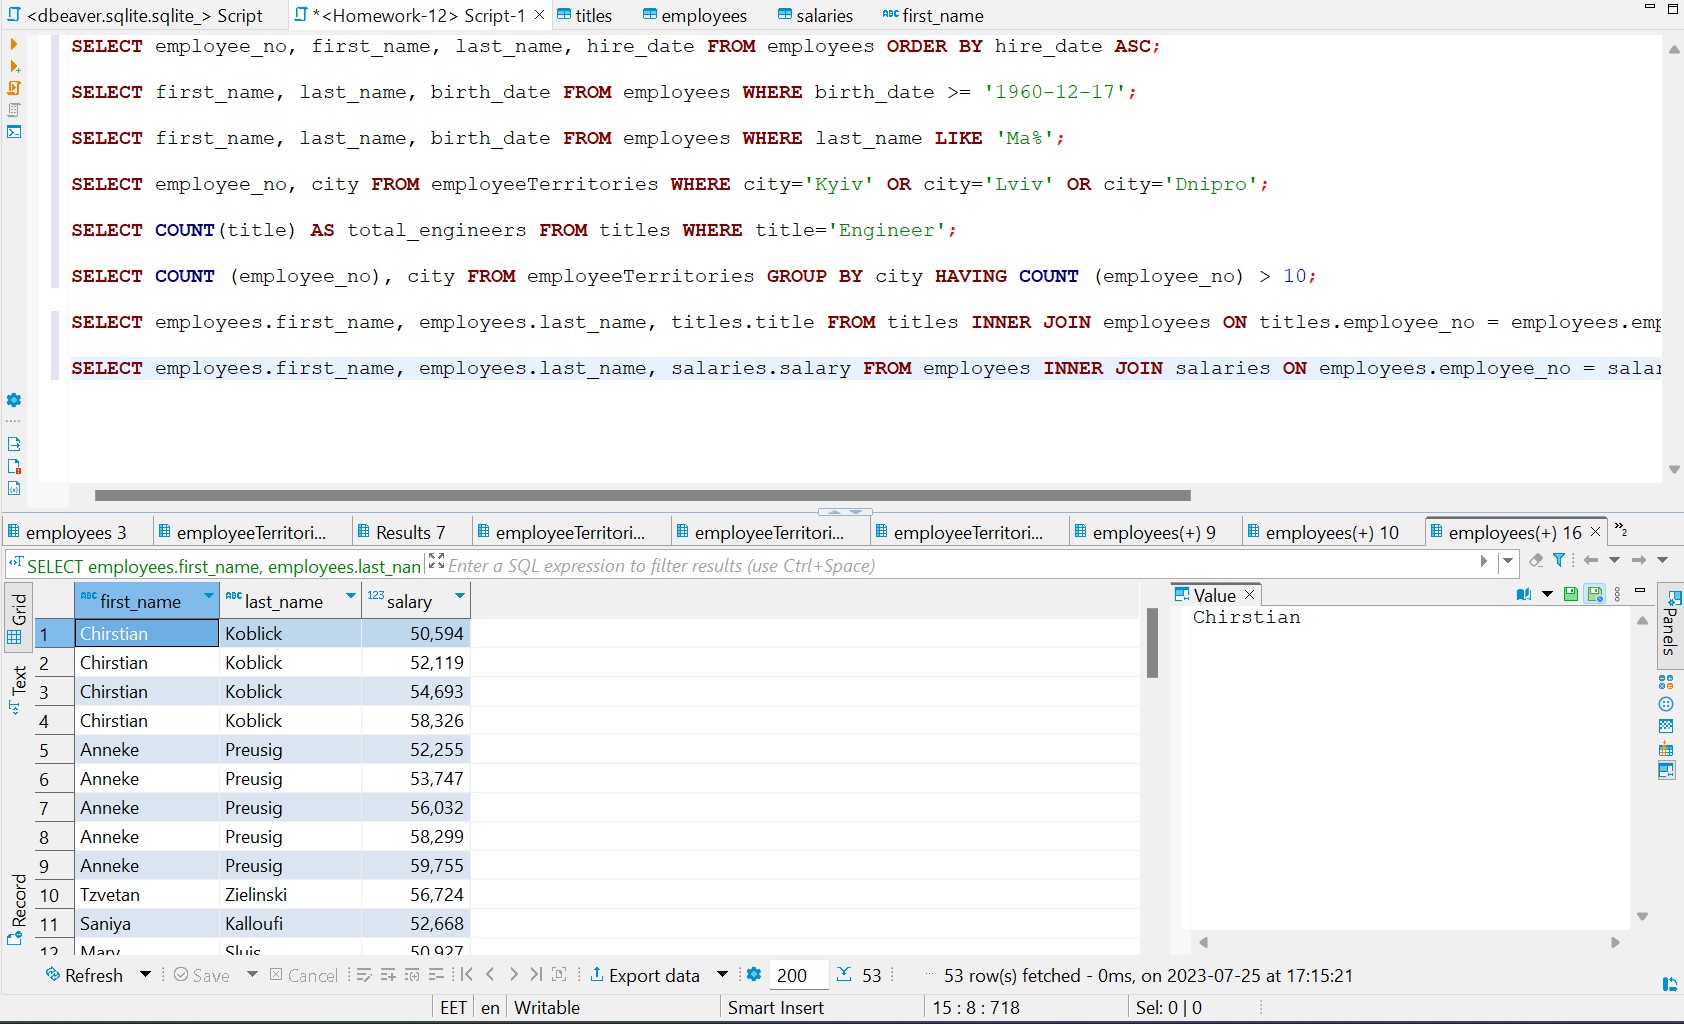 <dbeaver.sqlite.sqlite_> Script
*<Homework-12> Script-1
titles
employees
salaries
ABC first_name
SELECT employee_no, first_name, last_name, hire_date FROM employees ORDER BY hire_date ASC;
SELECT first_name, last_name, birth_date FROM employees WHERE birth_date >= '1960-12-17';
SELECT first_name, last_name, birth_date FROM employees WHERE last_name LIKE 'Ma%';
SELECT employee_no, city FROM employeeTerritories WHERE city='Kyiv' OR city='Lviv' OR city='Dnipro';
SELECT COUNT(title) AS total_engineers FROM titles WHERE title='Engineer';
SELECT COUNT (employee_no), city FROM employeeTerritories GROUP BY city HAVING COUNT (employee_no) > 10;
SELECT employees.first_name, employees.last_name, titles.title FROM titles INNER JOIN employees ON titles.employee_no = employees.emp
SELECT employees.first_name, employees.last_name, salaries.salary FROM employees INNER JOIN salaries ON employees.employee_no = salar
employees 3
employeeTerritori...
Results 7
employeeTerritori...
employeeTerritori...
employeeTerritori...
employees(+) 9
employees(+) 10
employees(+) 16
»2
SELECT employees.first_name, employees.last_nan
Enter a SQL expression to filter results (use Ctrl+Space)
Grid
Text
Record
ABC first_name ABC last_name 123 salary
1 Chirstian Koblick 50,594
2 Chirstian Koblick 52,119
3 Chirstian Koblick 54,693
4 Chirstian Koblick 58,326
5 Anneke Preusig 52,255
6 Anneke Preusig 53,747
7 Anneke Preusig 56,032
8 Anneke Preusig 58,299
9 Anneke Preusig 59,755
10 Tzvetan Zielinski 56,724
11 Saniya Kalloufi 52,668
12 Mary Sluis 50,927
Value
Chirstian
Panels
Refresh
Save
Cancel
Export data
200
53
53 row(s) fetched - 0ms, on 2023-07-25 at 17:15:21
EET
en
Writable
Smart Insert
15 : 8 : 718
Sel: 0 | 0